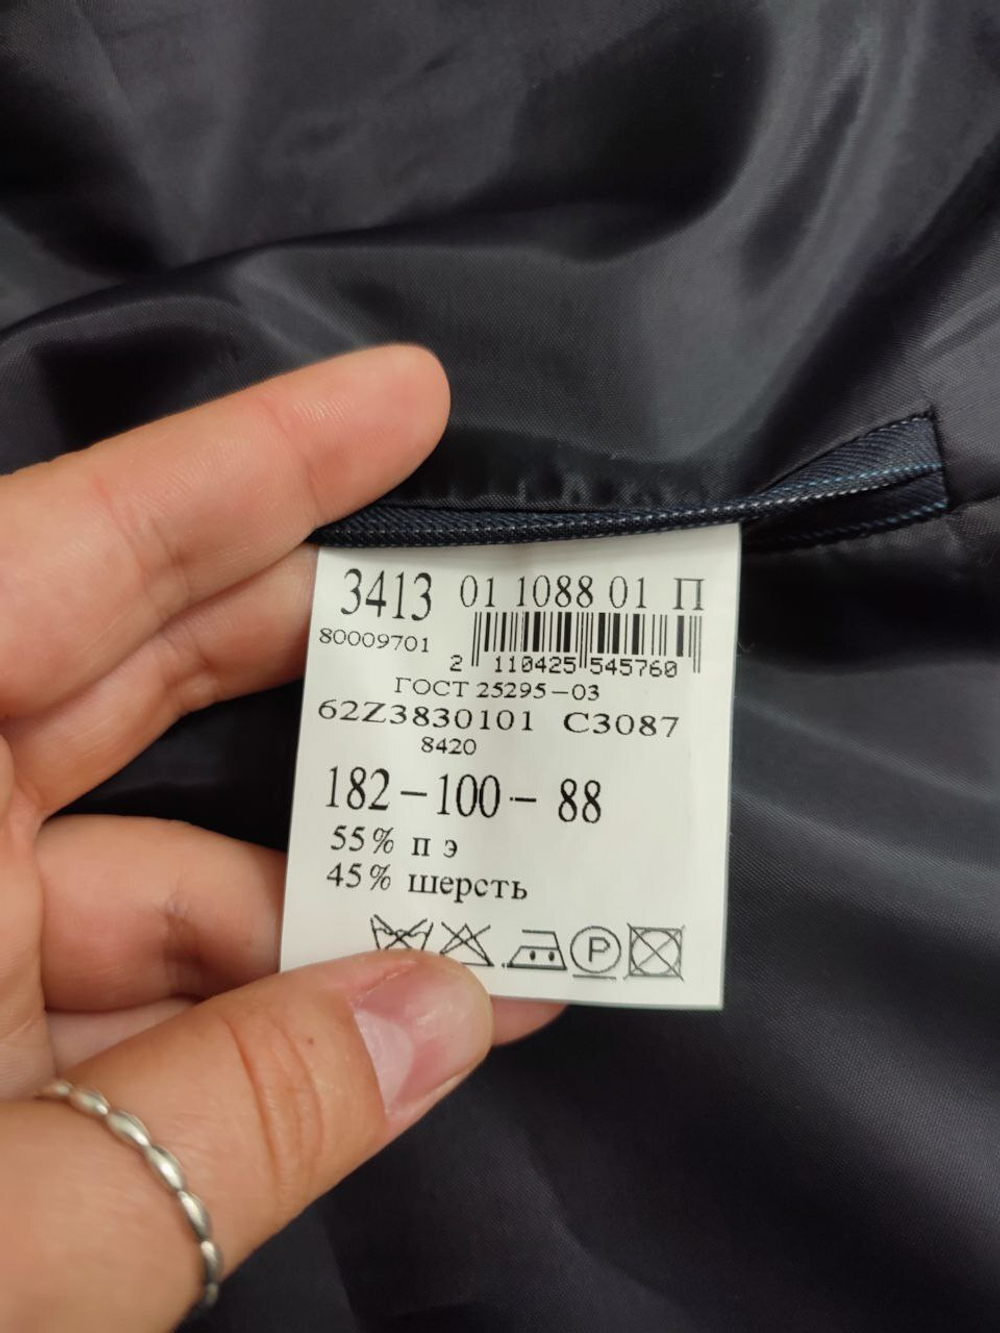 3413 01 1088 01 П
80009701
2 110425 545760
ГОСТ 25295-03
62Z3830101 С3087
8420
182-100-88
55% п э
45% шерсть
P